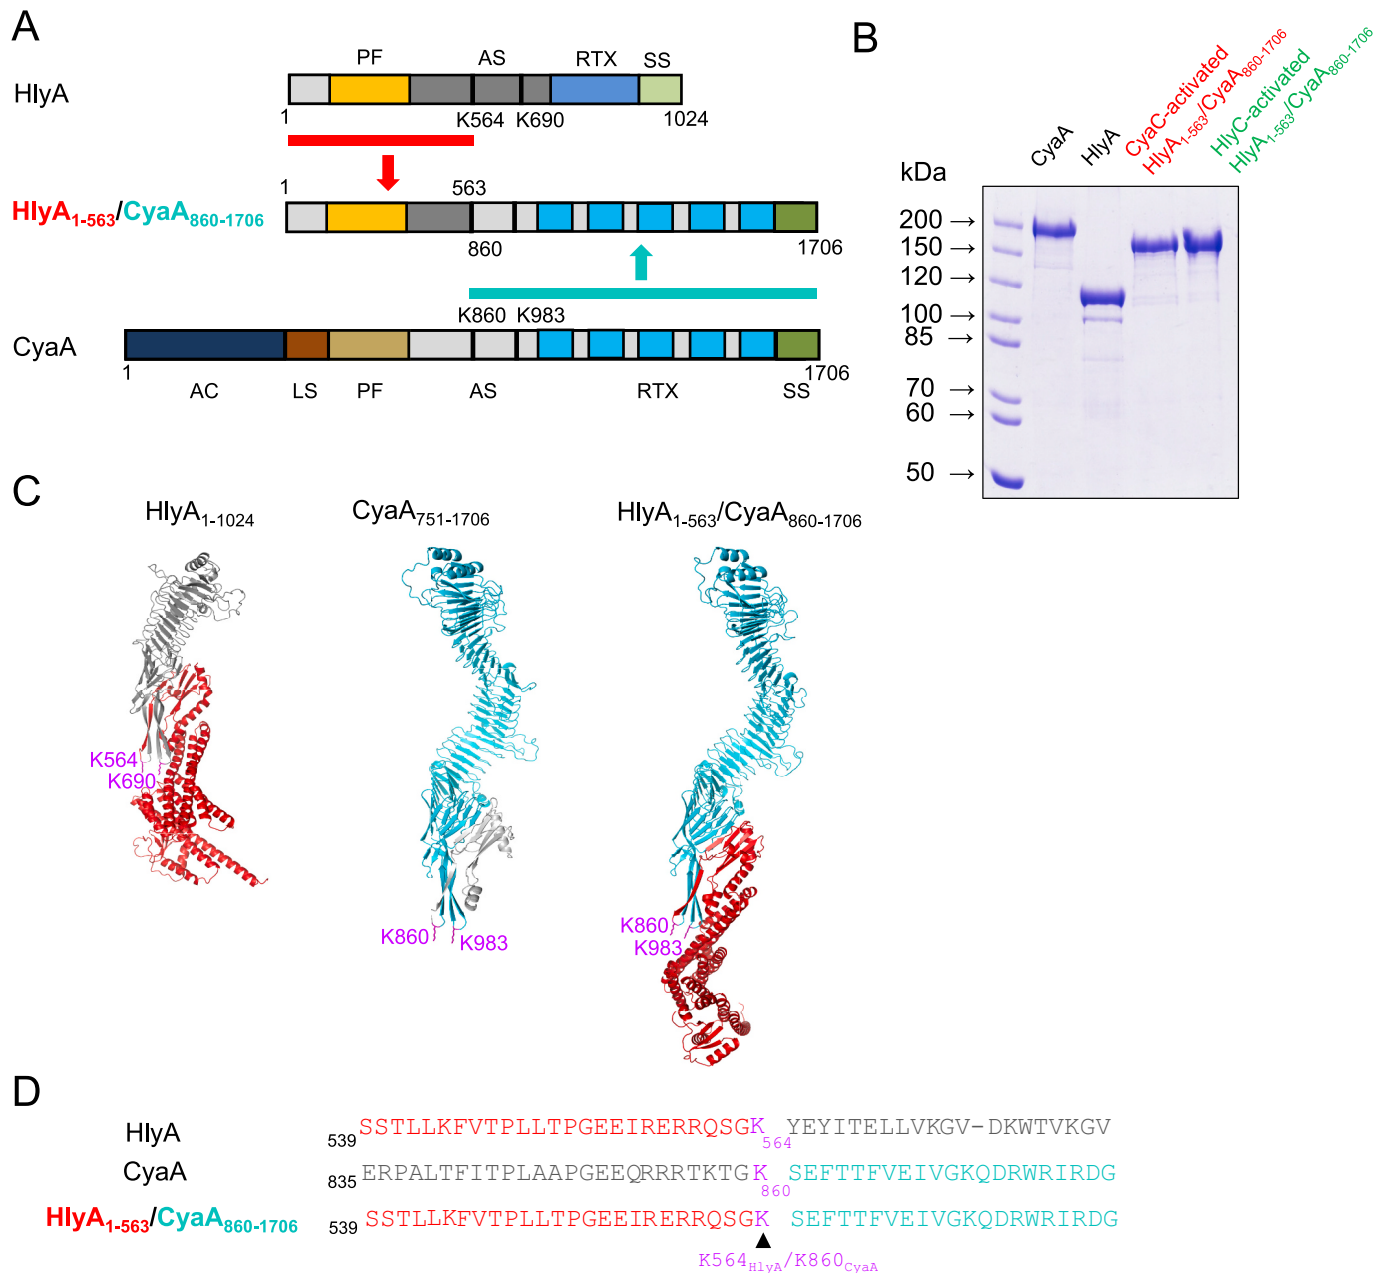 A
PF AS RTX SS
HlyA
1 K564 K690 1024
1 563
HlyA1-563/CyaA860-1706
860 1706
K860 K983
CyaA
1 1706
AC LS PF AS RTX SS
B
CyaA
HlyA
CyaC-activated
HlyA1-563/CyaA860-1706
HlyC-activated
HlyA1-563/CyaA860-1706
kDa
200 →
150 →
120 →
100 →
85 →
70 →
60 →
50 →
C
HlyA1-1024 CyaA751-1706 HlyA1-563/CyaA860-1706
K564
K690
K860 K983
K860
K983
D
HlyA 539 SSTLLKFVTPLLTPGEEIRERRQSGK 564 YEYITELLVKGV-DKWTVKGV
CyaA 835 ERPALTFITPLAAPGEEQRRRTKTGK 860 SEFTTFVEIVGKQDRWRIRDG
HlyA1-563/CyaA860-1706 539 SSTLLKFVTPLLTPGEEIRERRQSGK SEFTTFVEIVGKQDRWRIRDG
K564HlyA/K860CyaA